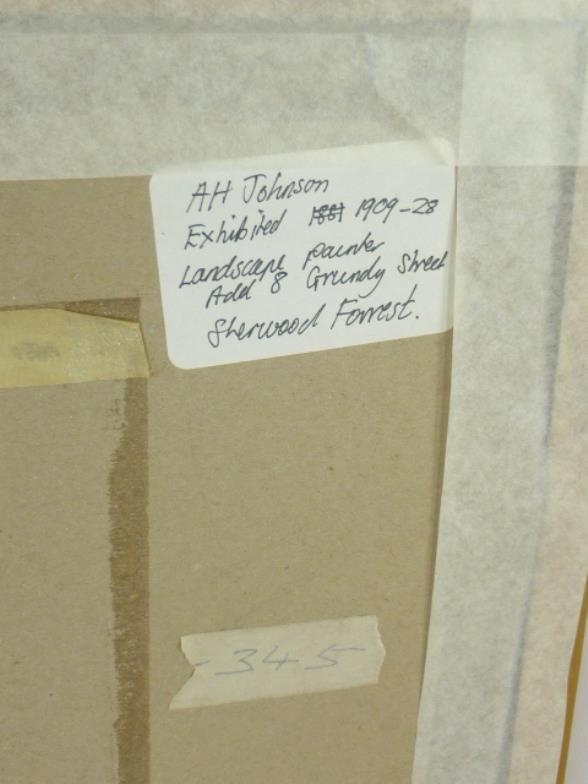 AH Johnson
Exhibited 1881 1909-28
Landscape painter
Add 8 Grundy Street
Sherwood Forrest.
-345-